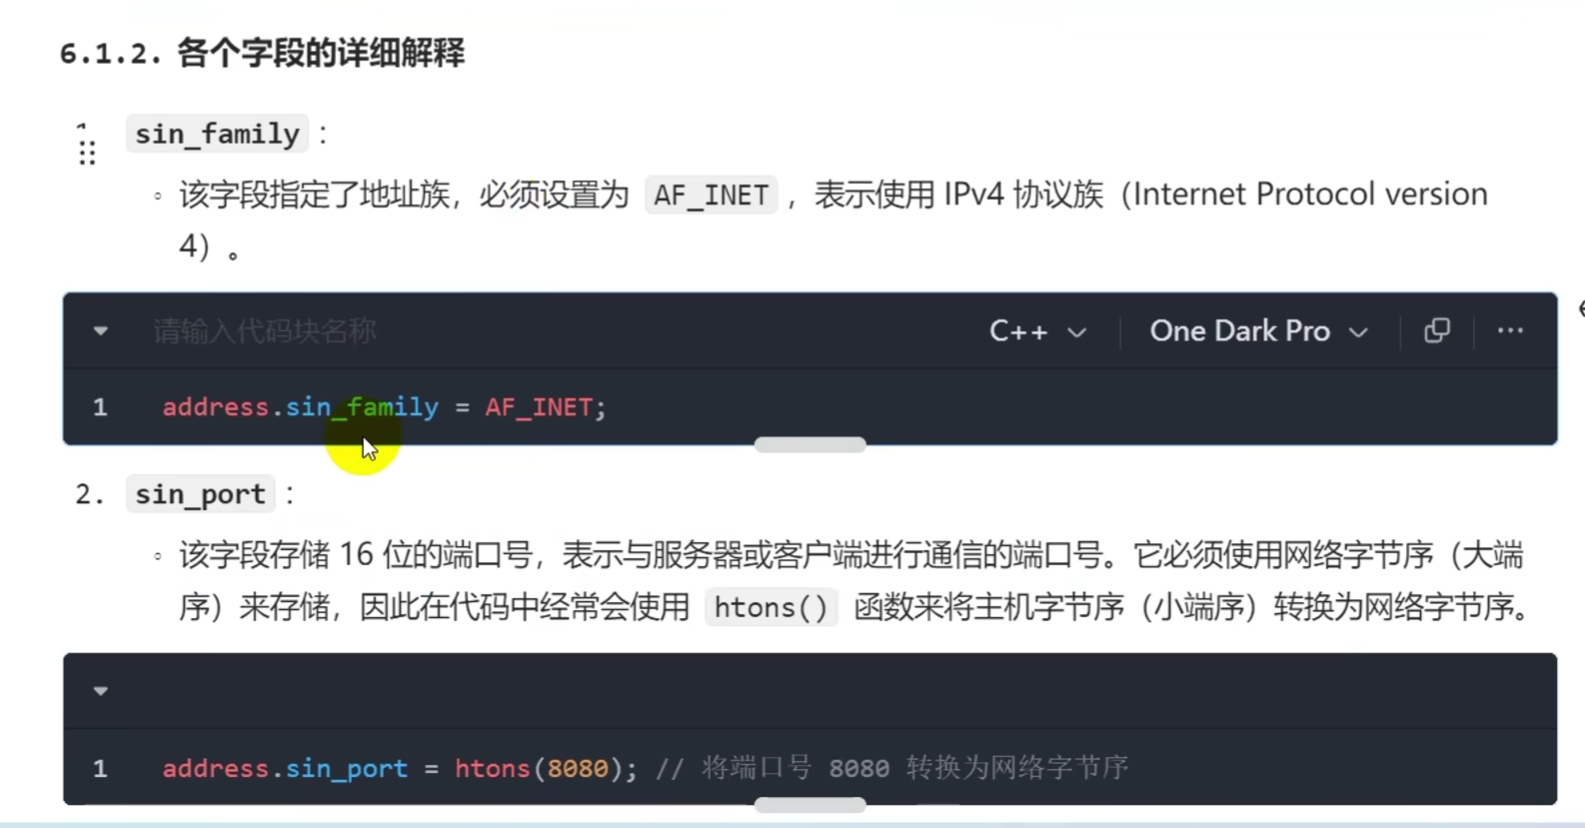 6.1.2. 各个字段的详细解释
1 sin_family :
◦ 该字段指定了地址族，必须设置为 AF_INET ，表示使用 IPv4 协议族（Internet Protocol version
4）。
请输入代码块名称 C++ One Dark Pro ···
1 address.sin_family = AF_INET;
2. sin_port :
◦ 该字段存储 16 位的端口号，表示与服务器或客户端进行通信的端口号。它必须使用网络字节序（大端
序）来存储，因此在代码中经常会使用 htons() 函数来将主机字节序（小端序）转换为网络字节序。
1 address.sin_port = htons(8080); // 将端口号 8080 转换为网络字节序